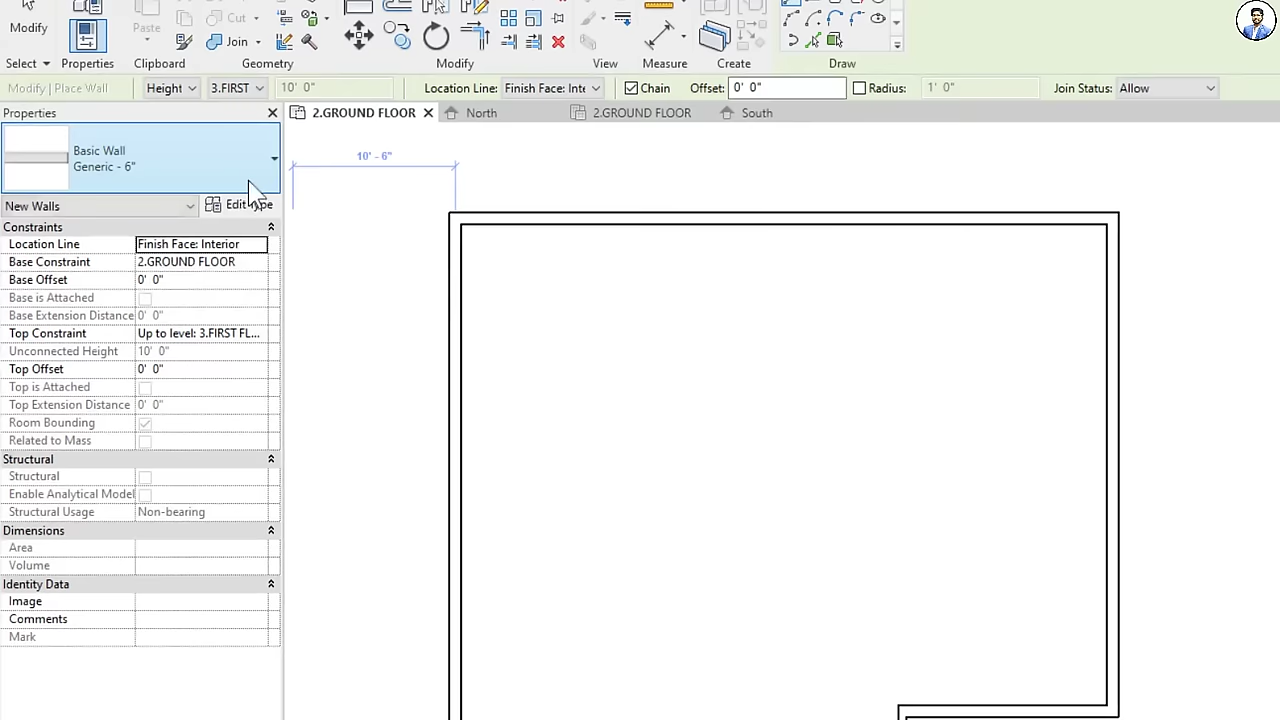 Cut
Modify
Paste
Join
Select
Properties
Clipboard
Geometry
Modify
View
Measure
Create
Draw
Modify | Place Wall
Height
3.FIRST
10' 0"
Location Line:
Finish Face: Inte
Chain
Offset:
0' 0"
Radius:
1' 0"
Join Status:
Allow
Properties
2.GROUND FLOOR
North
2.GROUND FLOOR
South
Basic Wall
Generic - 6"
10' - 6"
New Walls
Edit Type
Constraints
Location Line
Finish Face: Interior
Base Constraint
2.GROUND FLOOR
Base Offset
0' 0"
Base is Attached
Base Extension Distance
0' 0"
Top Constraint
Up to level: 3.FIRST FL...
Unconnected Height
10' 0"
Top Offset
0' 0"
Top is Attached
Top Extension Distance
0' 0"
Room Bounding
Related to Mass
Structural
Structural
Enable Analytical Model
Structural Usage
Non-bearing
Dimensions
Area
Volume
Identity Data
Image
Comments
Mark